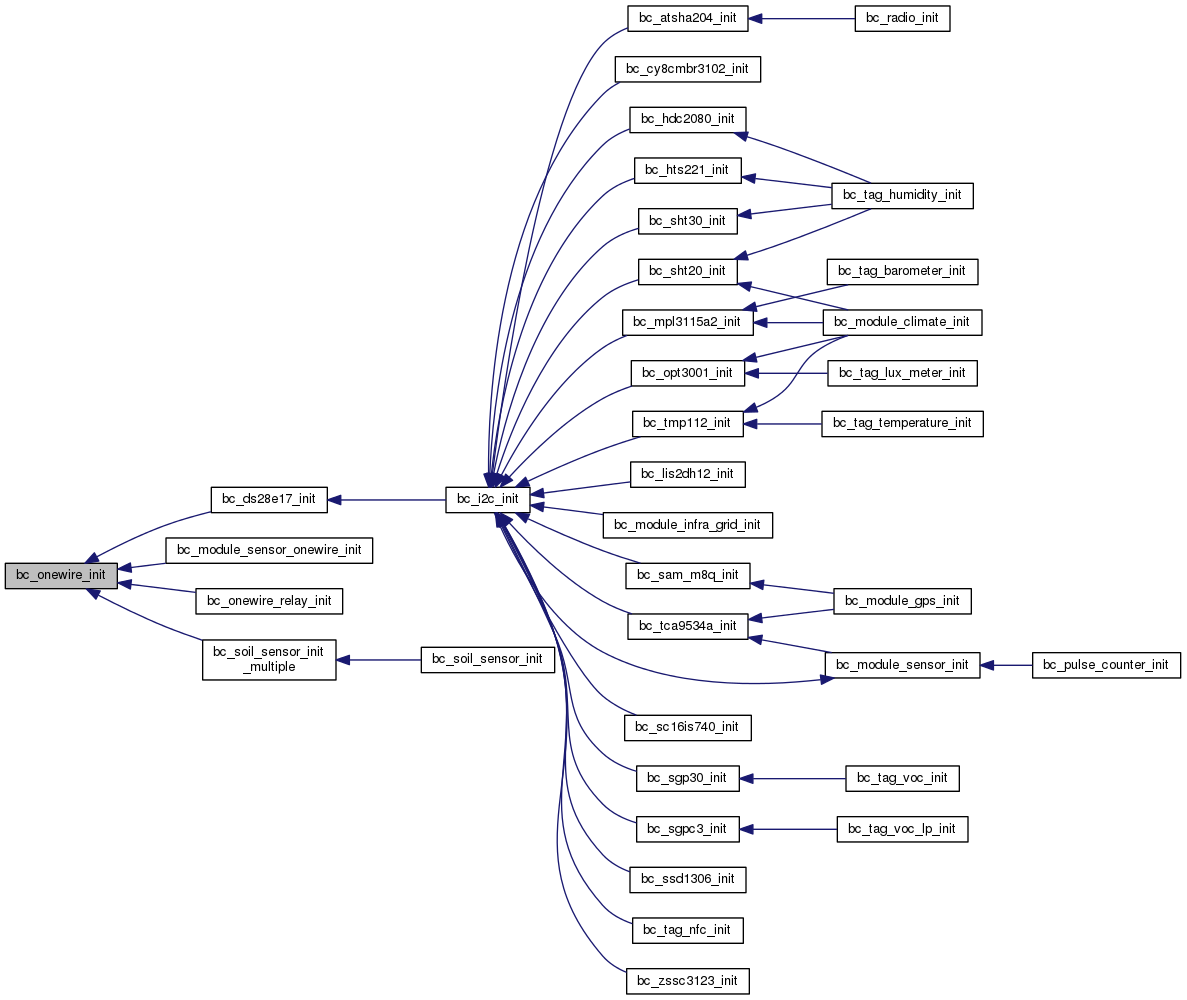 bc_atsha204_init
bc_radio_init
bc_cy8cmbr3102_init
bc_hdc2080_init
bc_hts221_init
bc_tag_humidity_init
bc_sht30_init
bc_sht20_init
bc_tag_barometer_init
bc_mpl3115a2_init
bc_module_climate_init
bc_opt3001_init
bc_tag_lux_meter_init
bc_tmp112_init
bc_tag_temperature_init
bc_lis2dh12_init
bc_ds28e17_init
bc_i2c_init
bc_module_infra_grid_init
bc_module_sensor_onewire_init
bc_onewire_init
bc_sam_m8q_init
bc_onewire_relay_init
bc_module_gps_init
bc_tca9534a_init
bc_soil_sensor_init
_multiple
bc_soil_sensor_init
bc_module_sensor_init
bc_pulse_counter_init
bc_sc16is740_init
bc_sgp30_init
bc_tag_voc_init
bc_sgpc3_init
bc_tag_voc_lp_init
bc_ssd1306_init
bc_tag_nfc_init
bc_zssc3123_init